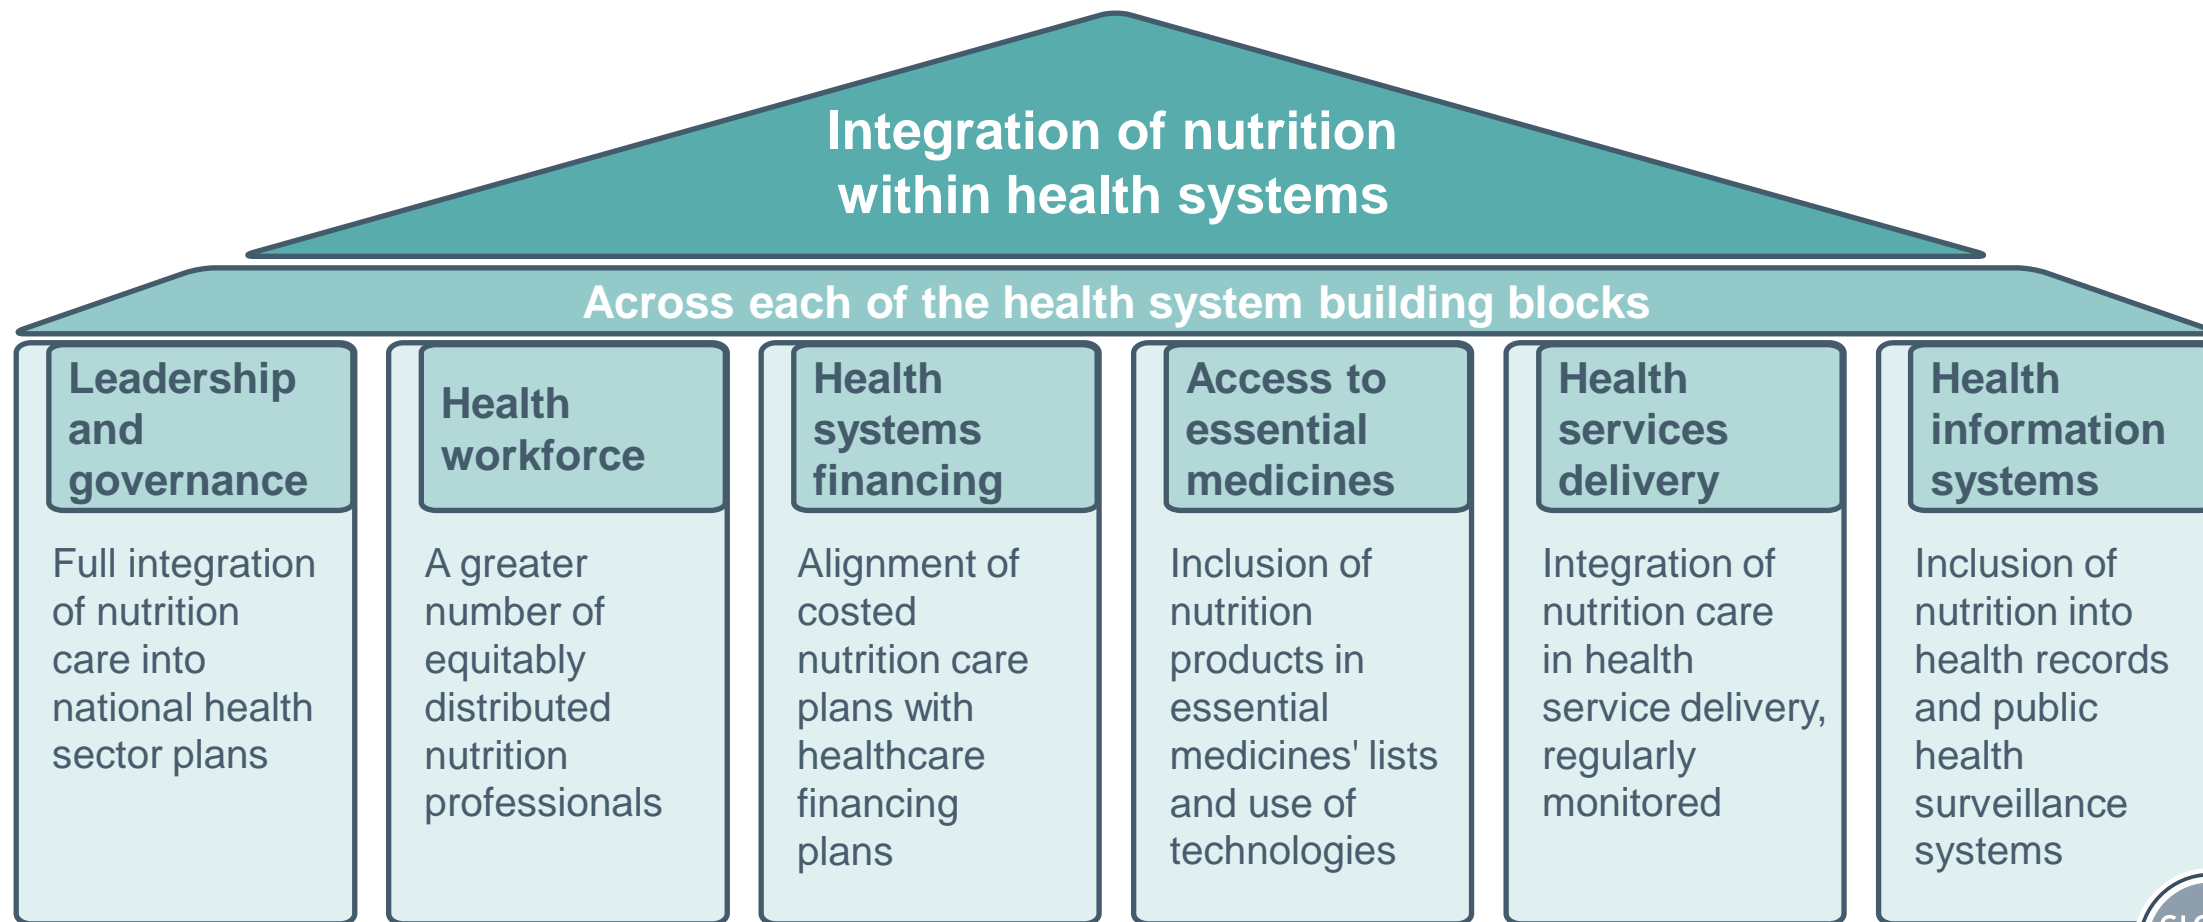 Integration of nutrition
within health systems
Across each of the health system building blocks
Leadership
and
governance
Full integration
of nutrition
care into
national health
sector plans
Health
workforce
A greater
number of
equitably
distributed
nutrition
professionals
Health
systems
financing
Alignment of
costed
nutrition care
plans with
healthcare
financing
plans
Access to
essential
medicines
Inclusion of
nutrition
products in
essential
medicines' lists
and use of
technologies
Health
services
delivery
Integration of
nutrition care
in health
service delivery,
regularly
monitored
Health
information
systems
Inclusion of
nutrition into
health records
and public
health
surveillance
systems